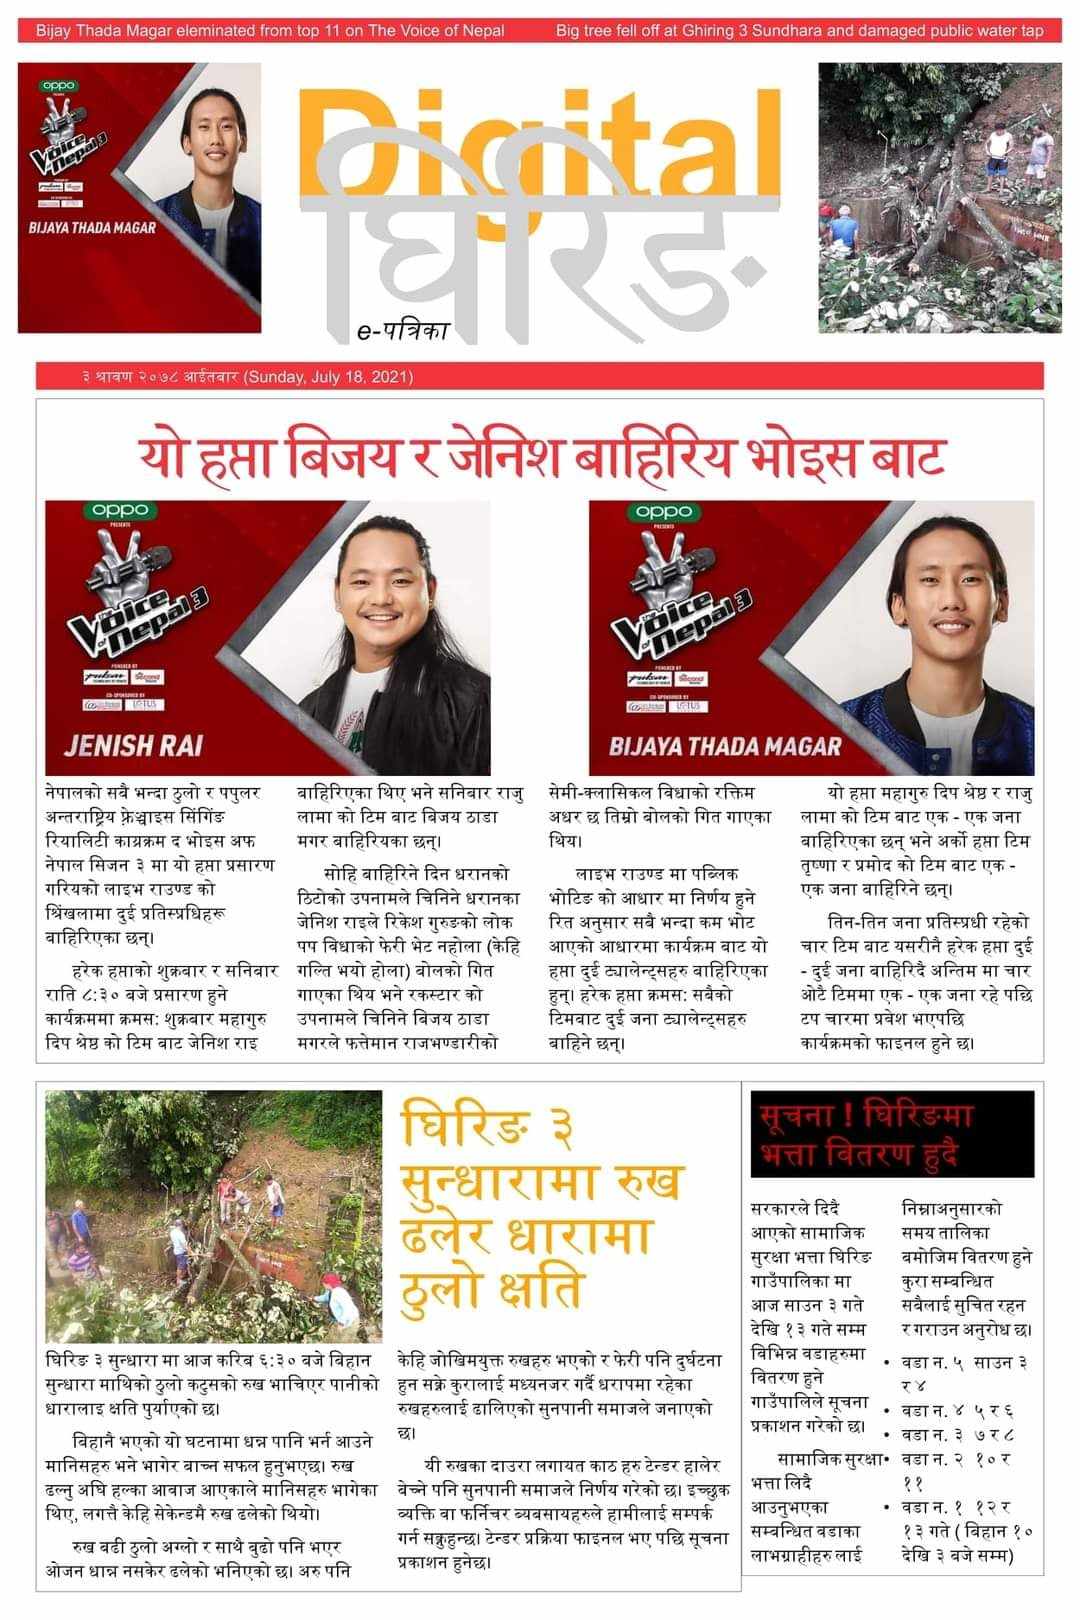 Bijay Thada Magar eleminated from top 11 on The Voice of Nepal
Big tree fell off at Ghiring 3 Sundhara and damaged public water tap
oppo
The Voice of Nepal 3
BIJAYA THADA MAGAR
Digital
घिरिङ
e-पत्रिका
३ श्रावण २०७८ आईतबार (Sunday, July 18, 2021)
यो हप्ता बिजय र जेनिश बाहिरिय भोइस बाट
oppo
PRESENTS
The Voice of Nepal 3
POWERED BY
pulsar
CO-SPONSORED BY
LOTUS
JENISH RAI
oppo
PRESENTS
The Voice of Nepal 3
POWERED BY
pulsar
CO-SPONSORED BY
LOTUS
BIJAYA THADA MAGAR
नेपालको सबै भन्दा ठुलो र पपुलर
अन्तराष्ट्रिय फ्रेञ्चाइस सिंगिंङ
रियालिटी काय्रक्रम द भोइस अफ
नेपाल सिजन ३ मा यो हप्ता प्रसारण
गरियको लाइभ राउण्ड को
श्रिंखलामा दुई प्रतिस्प्रधिहरू
बाहिरिएका छन्।
हरेक हप्ताको शुक्रबार र सनिबार
राति ८:३० बजे प्रसारण हुने
कार्यक्रममा क्रमस: शुक्रबार महागुरु
दिप श्रेष्ठ को टिम बाट जेनिश राइ
बाहिरिएका थिए भने सनिबार राजु
लामा को टिम बाट बिजय ठाडा
मगर बाहिरियका छन्।
सोहि बाहिरिने दिन धरानको
ठिटोको उपनामले चिनिने धरानका
जेनिश राइले रिकेश गुरुङको लोक
पप विधाको फेरी भेट नहोला (केहि
गल्ति भयो होला) बोलको गित
गाएका थिय भने रकस्टार को
उपनामले चिनिने बिजय ठाडा
मगरले फत्तेमान राजभण्डारीको
सेमी-क्लासिकल विधाको रक्तिम
अधर छ तिम्रो बोलको गित गाएका
थिय।
लाइभ राउण्ड मा पब्लिक
भोटिङ को आधार मा निर्णय हुने
रित अनुसार सबै भन्दा कम भोट
आएको आधारमा कार्यक्रम बाट यो
हप्ता दुई ट्यालेन्ट्सहरु बाहिरिएका
हुन्। हरेक हप्ता क्रमस: सबैको
टिमबाट दुई जना ट्यालेन्ट्सहरु
बाहिने छन्।
यो हप्ता महागुरु दिप श्रेष्ठ र राजु
लामा को टिम बाट एक - एक जना
बाहिरिएका छन् भने अर्को हप्ता टिम
तृष्णा र प्रमोद को टिम बाट एक -
एक जना बाहिरिने छन्।
तिन-तिन जना प्रतिस्प्रधी रहेको
चार टिम बाट यसरीनै हरेक हप्ता दुई
- दुई जना बाहिरिदै अन्तिम मा चार
ओटै टिममा एक - एक जना रहे पछि
टप चारमा प्रवेश भएपछि
कार्यक्रमको फाइनल हुने छ।
घिरिङ ३
सुन्धारामा रुख
ढलेर धारामा
ठुलो क्षति
घिरिङ ३ सुन्धारा मा आज करिब ६:३० बजे बिहान
सुन्धारा माथिको ठुलो कटुसको रुख भाचिएर पानीको
धारालाइ क्षति पुर्याएको छ।
बिहानै भएको यो घटनामा धन्न पानि भर्न आउने
मानिसहरु भने भागेर बाच्न सफल हुनुभएछ। रुख
ढल्नु अघि हल्का आवाज आएकाले मानिसहरु भागेका
थिए, लगत्तै केहि सेकेन्डमै रुख ढलेको थियो।
रुख बढी ठुलो अग्लो र साथै बुढो पनि भएर
ओजन धान्न नसकेर ढलेको भनिएको छ। अरु पनि
केहि जोखिमयुक्त रुखहरु भएको र फेरी पनि दुर्घटना
हुन सक्ने कुरालाई मध्यनजर गर्दै धरापमा रहेका
रुखहरुलाई ढालिएको सुनपानी समाजले जनाएको
छ।
यी रुखका दाउरा लगायत काठ हरु टेन्डर हालेर
बेच्ने पनि सुनपानी समाजले निर्णय गरेको छ। इच्छुक
व्यक्ति वा फर्निचर ब्यबसायहरुले हामीलाई सम्पर्क
गर्न सक्नुहुन्छ। टेन्डर प्रक्रिया फाइनल भए पछि सूचना
प्रकाशन हुनेछ।
सूचना ! घिरिङमा
भत्ता वितरण हुदै
सरकारले दिदै
आएको सामाजिक
सुरक्षा भत्ता घिरिङ
गाउँपालिका मा
आज साउन ३ गते
देखि १३ गते सम्म
विभिन्न वडाहरुमा
वितरण हुने
गाउँपालिले सूचना
प्रकाशन गरेको छ।
सामाजिक सुरक्षा
भत्ता लिदै
आउनुभएका
सम्बन्धित वडाका
लाभग्राहीहरु लाई
निम्नाअनुसारको
समय तालिका
बमोजिम वितरण हुने
कुरा सम्बन्धित
सबैलाई सुचित रहन
र गराउन अनुरोध छ।
• वडा न. ५ साउन ३
र ४
• वडा न. ४ ५ र ६
• वडा न. ३ ७ र ८
• वडा न. २ १० र
११
• वडा न. १ १२ र
१३ गते ( बिहान १०
देखि ३ बजे सम्म)